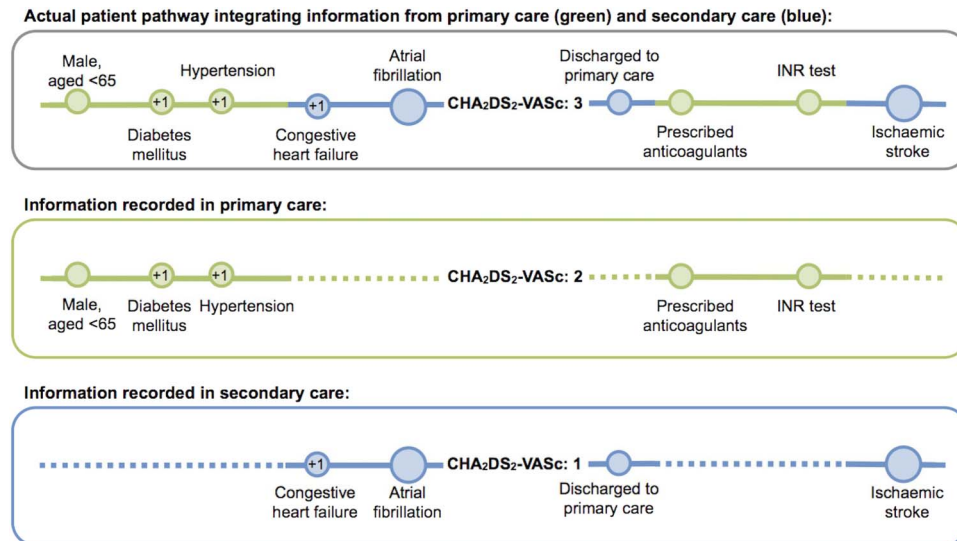 Actual patient pathway integrating information from primary care (green) and secondary care (blue):
Male,
aged <65
+1
Diabetes
mellitus
Hypertension
+1
+1
Congestive
heart failure
Atrial
fibrillation
CHA₂DS₂-VASc: 3
Discharged to
primary care
Prescribed
anticoagulants
INR test
Ischaemic
stroke
Information recorded in primary care:
Male,
aged <65
+1
Diabetes
mellitus
+1
Hypertension
CHA₂DS₂-VASc: 2
Prescribed
anticoagulants
INR test
Information recorded in secondary care:
+1
Congestive
heart failure
Atrial
fibrillation
CHA₂DS₂-VASc: 1
Discharged to
primary care
Ischaemic
stroke